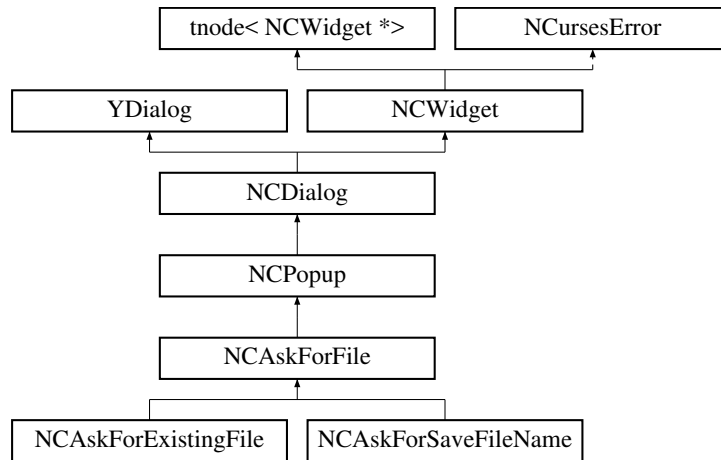 tnode< NCWidget *>
NCursesError
YDialog
NCWidget
NCDialog
NCPopup
NCAskForFile
NCAskForExistingFile
NCAskForSaveFileName